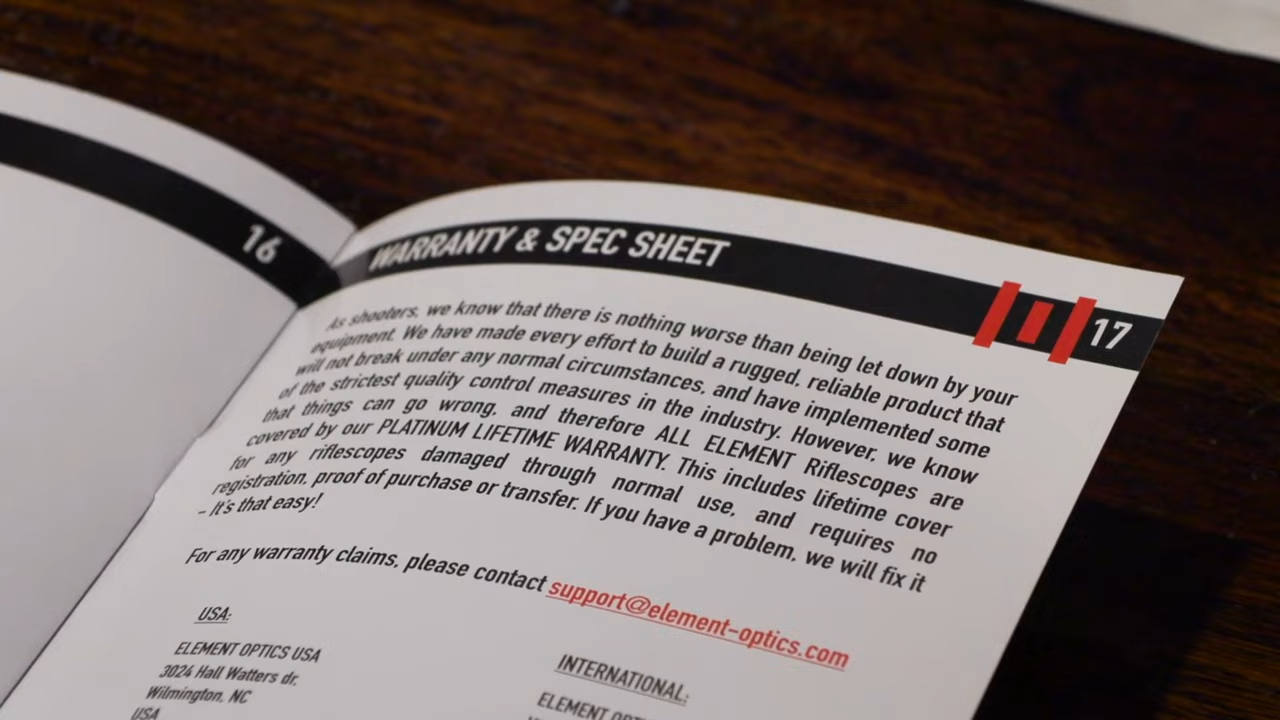 16
WARRANTY & SPEC SHEET
17
As shooters, we know that there is nothing worse than being let down by your
equipment. We have made every effort to build a rugged, reliable product that
will not break under any normal circumstances, and have implemented some
of the strictest quality control measures in the industry. However, we know
that things can go wrong, and therefore ALL ELEMENT Riflescopes are
covered by our PLATINUM LIFETIME WARRANTY. This includes lifetime cover
for any riflescopes damaged through normal use, and requires no
registration, proof of purchase or transfer. If you have a problem, we will fix it
– It's that easy!
For any warranty claims, please contact support@element-optics.com
USA:
ELEMENT OPTICS USA
3024 Hall Watters dr.
Wilmington, NC
USA
INTERNATIONAL:
ELEMENT